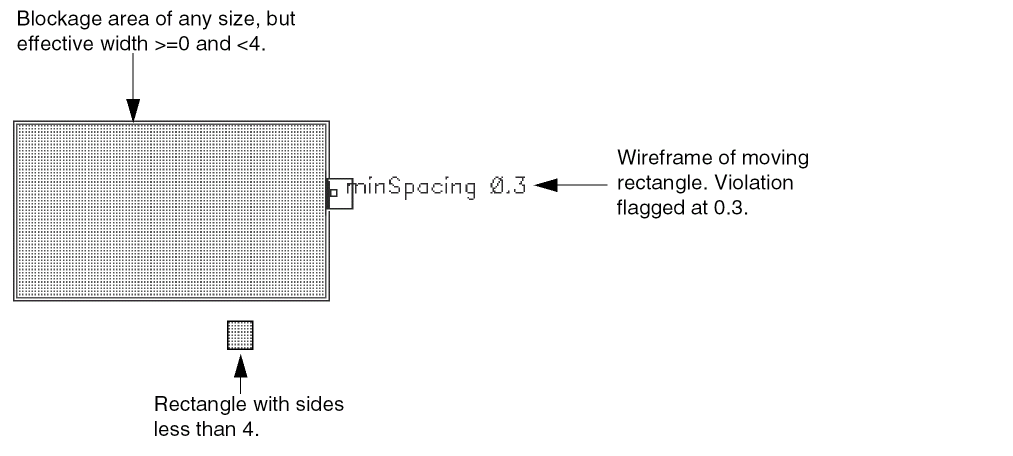 Blockage area of any size, but
effective width >=0 and <4.
minSpacing 0.3
Wireframe of moving
rectangle. Violation
flagged at 0.3.
Rectangle with sides
less than 4.